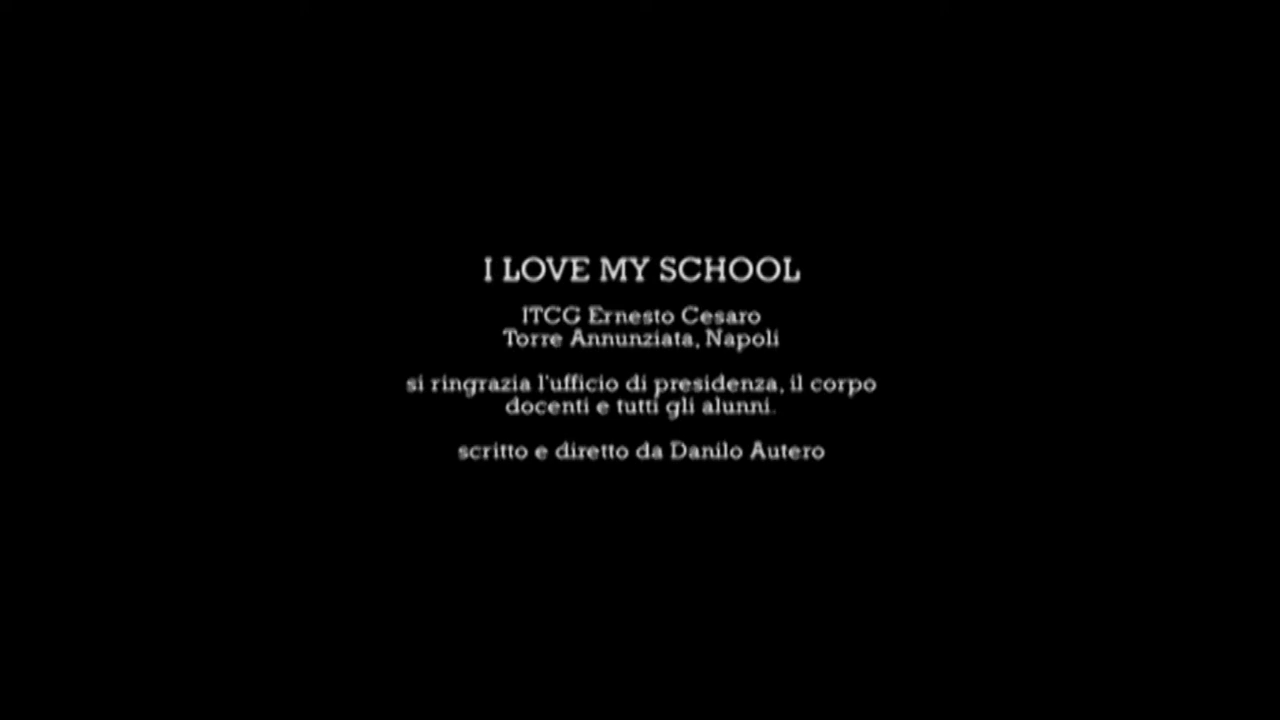 I LOVE MY SCHOOL
ITCG Ernesto Cesaro
Torre Annunziata, Napoli
si ringrazia l'ufficio di presidenza, il corpo
docenti e tutti gli alunni.
scritto e diretto da Danilo Autero